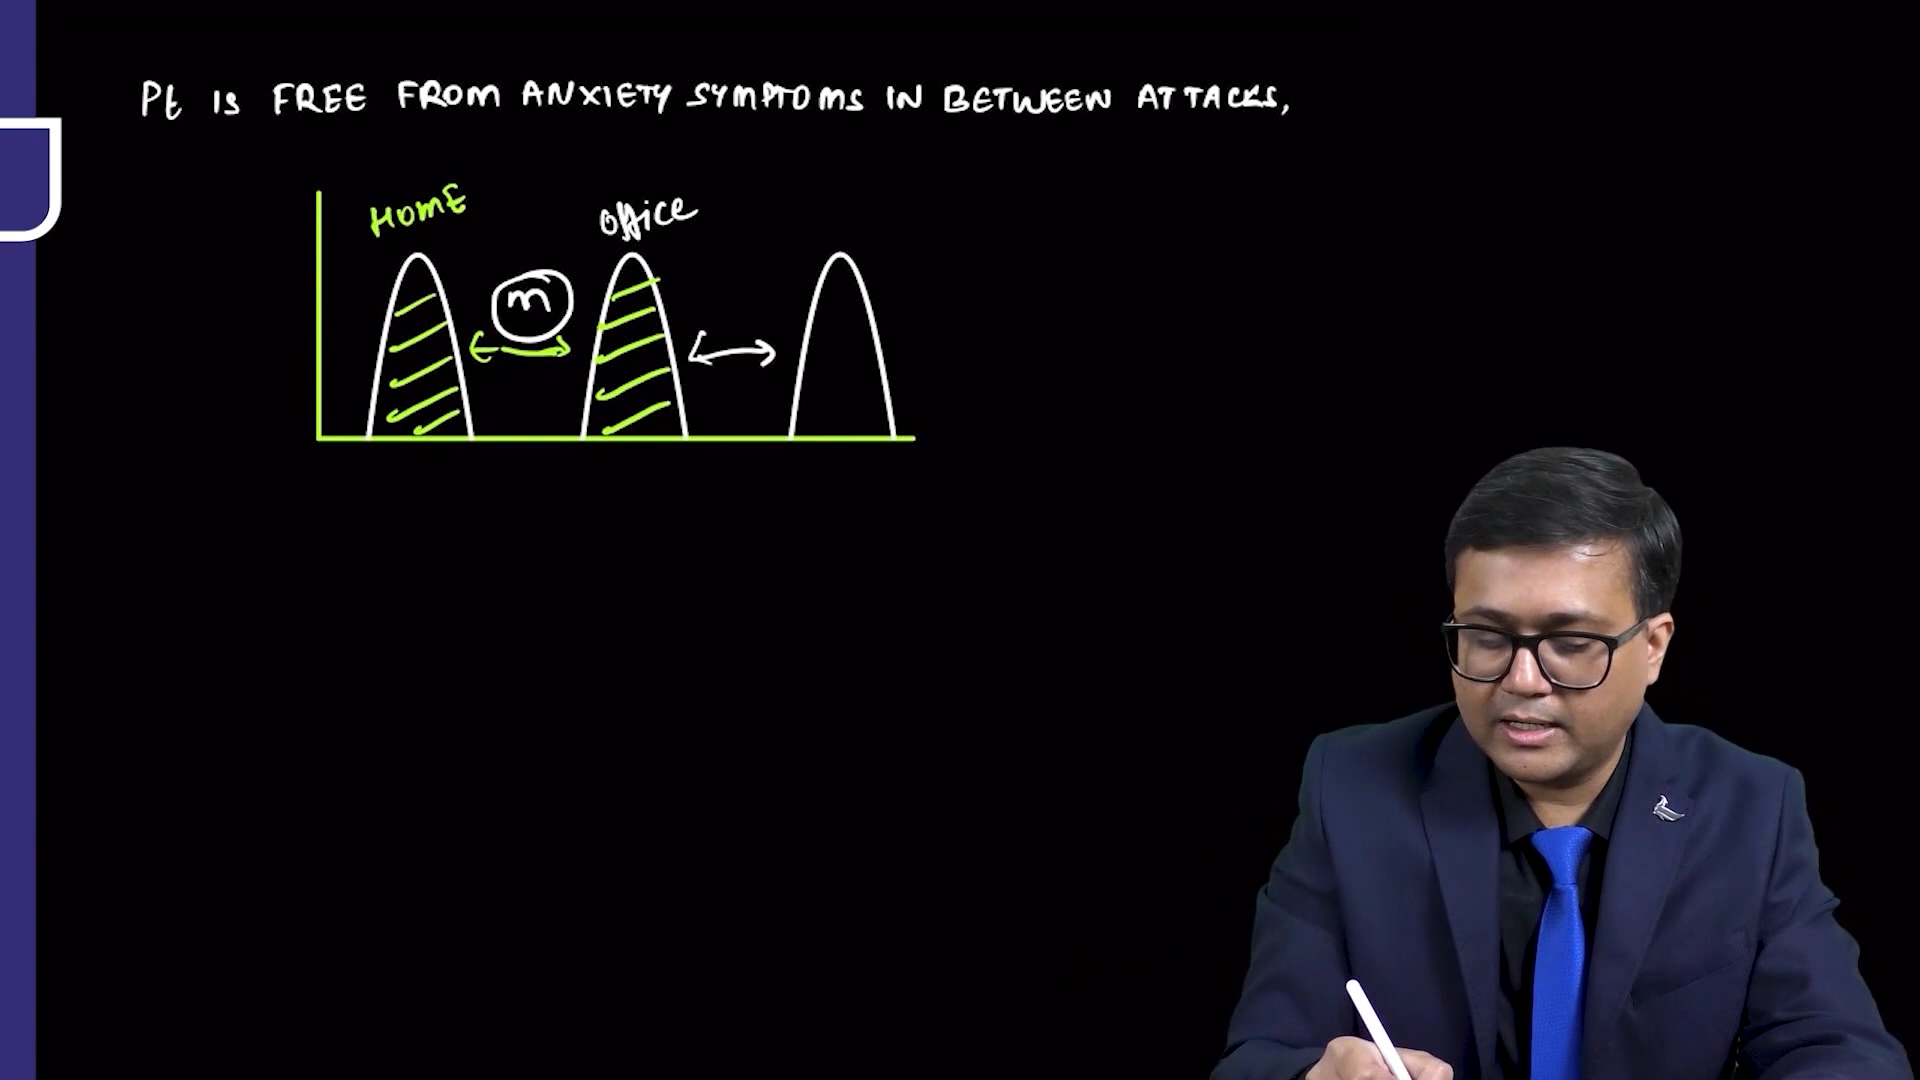 Pt IS FREE FROM ANXIETY SYMPTOMS IN BETWEEN ATTACKS,
HOME
Office
m